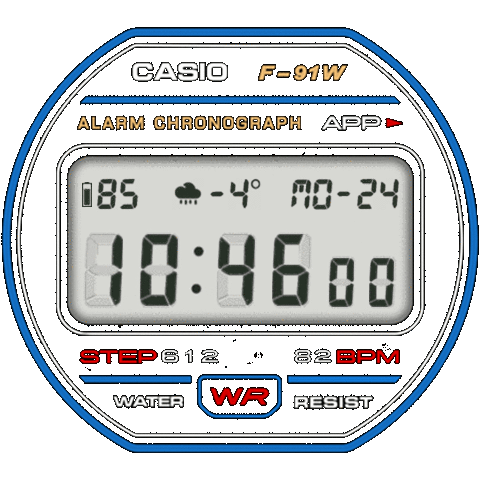 CASIO F-91W
ALARM CHRONOGRAPH APP
85 -4° MO-24
10:46 00
STEP 612 82 BPM
WATER WR RESIST